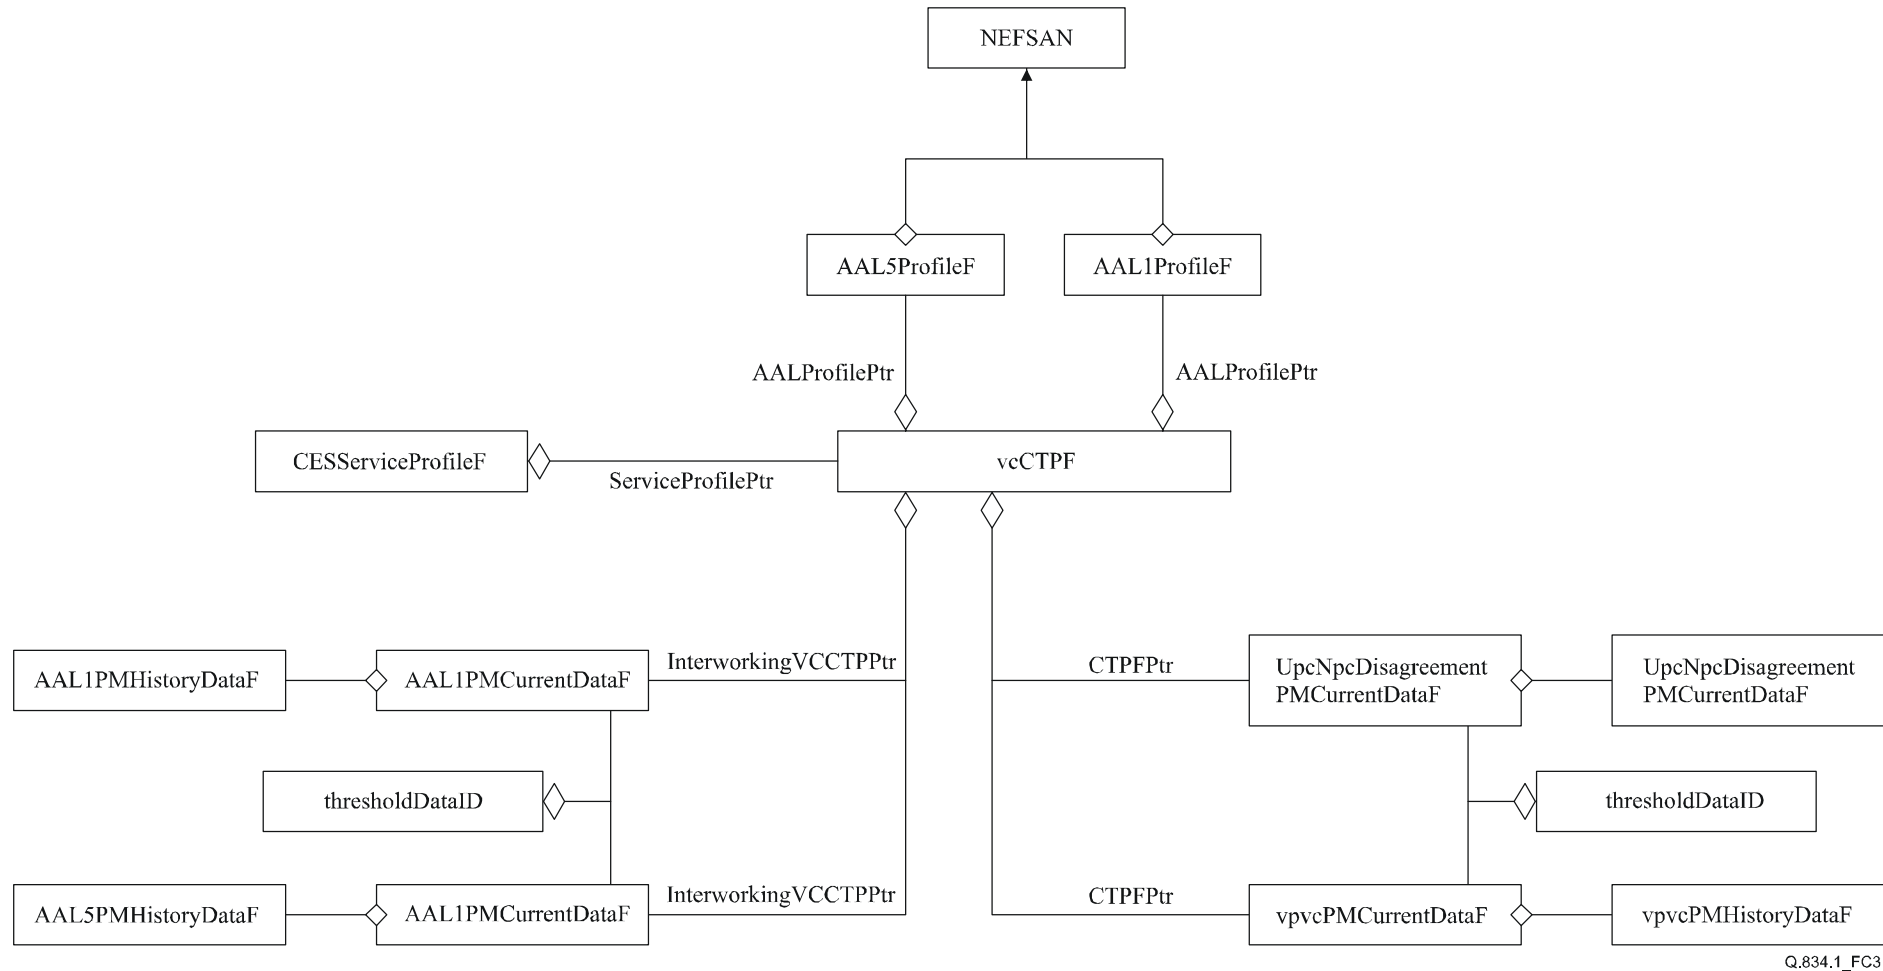 NEFSAN
AAL5ProfileF
AAL1ProfileF
AALProfilePtr
AALProfilePtr
CESServiceProfileF
ServiceProfilePtr
vcCTPF
AAL1PMHistoryDataF
AAL1PMCurrentDataF
InterworkingVCCTPPtr
CTPFPtr
UpcNpcDisagreement
PMCurrentDataF
UpcNpcDisagreement
PMCurrentDataF
thresholdDataID
thresholdDataID
AAL5PMHistoryDataF
AAL1PMCurrentDataF
InterworkingVCCTPPtr
CTPFPtr
vpvcPMCurrentDataF
vpvcPMHistoryDataF
Q.834.1_FC3